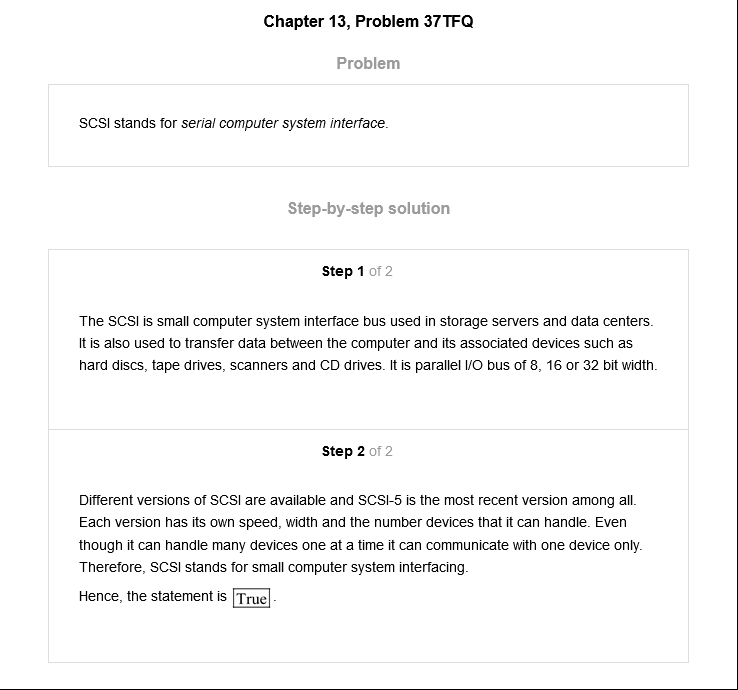 Chapter 13, Problem 37TFQ
Problem
SCSI stands for serial computer system interface.
Step-by-step solution
Step 1 of 2
The SCSI is small computer system interface bus used in storage servers and data centers.
It is also used to transfer data between the computer and its associated devices such as
hard discs, tape drives, scanners and CD drives. It is parallel I/O bus of 8, 16 or 32 bit width.
Step 2 of 2
Different versions of SCSI are available and SCSI-5 is the most recent version among all.
Each version has its own speed, width and the number devices that it can handle. Even
though it can handle many devices one at a time it can communicate with one device only.
Therefore, SCSI stands for small computer system interfacing.
Hence, the statement is True.